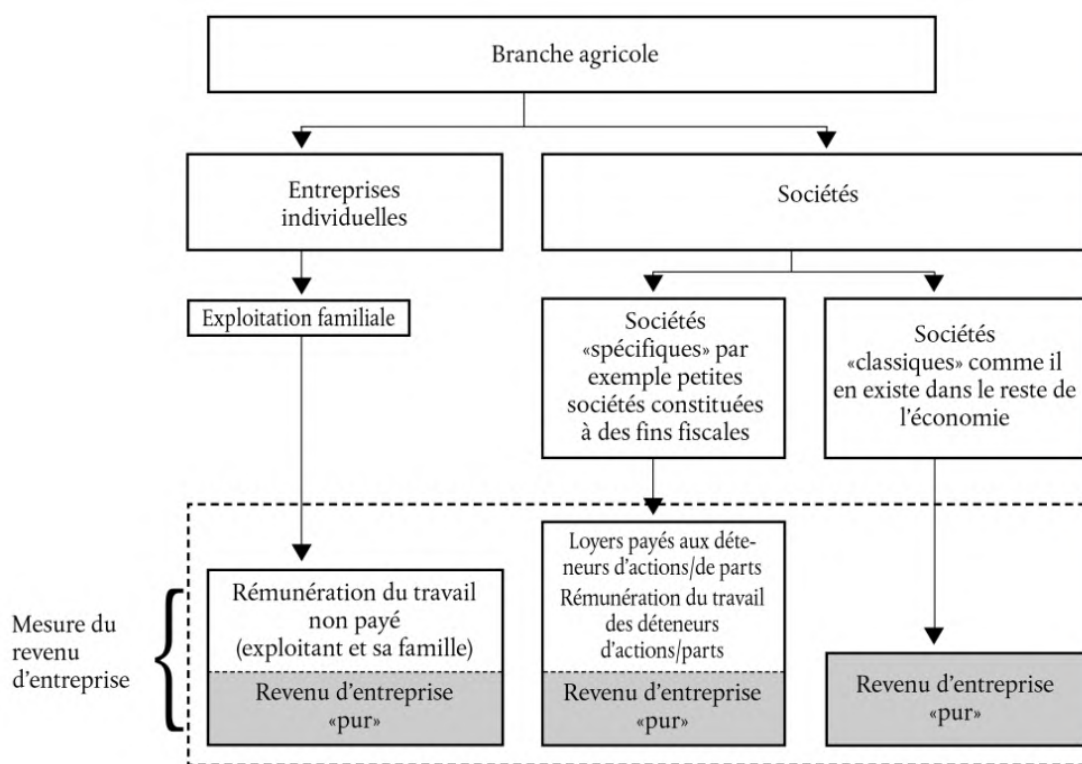 Branche agricole
Entreprises
individuelles
Sociétés
Exploitation familiale
Sociétés
«spécifiques» par
exemple petites
sociétés constituées
à des fins fiscales
Sociétés
«classiques» comme il
en existe dans le reste de
l’économie
Mesure du
revenu
d’entreprise
Rémunération du travail
non payé
(exploitant et sa famille)
Revenu d’entreprise
«pur»
Loyers payés aux déte-
neurs d’actions/de parts
Rémunération du travail
des déteneurs
d’actions/parts
Revenu d’entreprise
«pur»
Revenu d’entreprise
«pur»